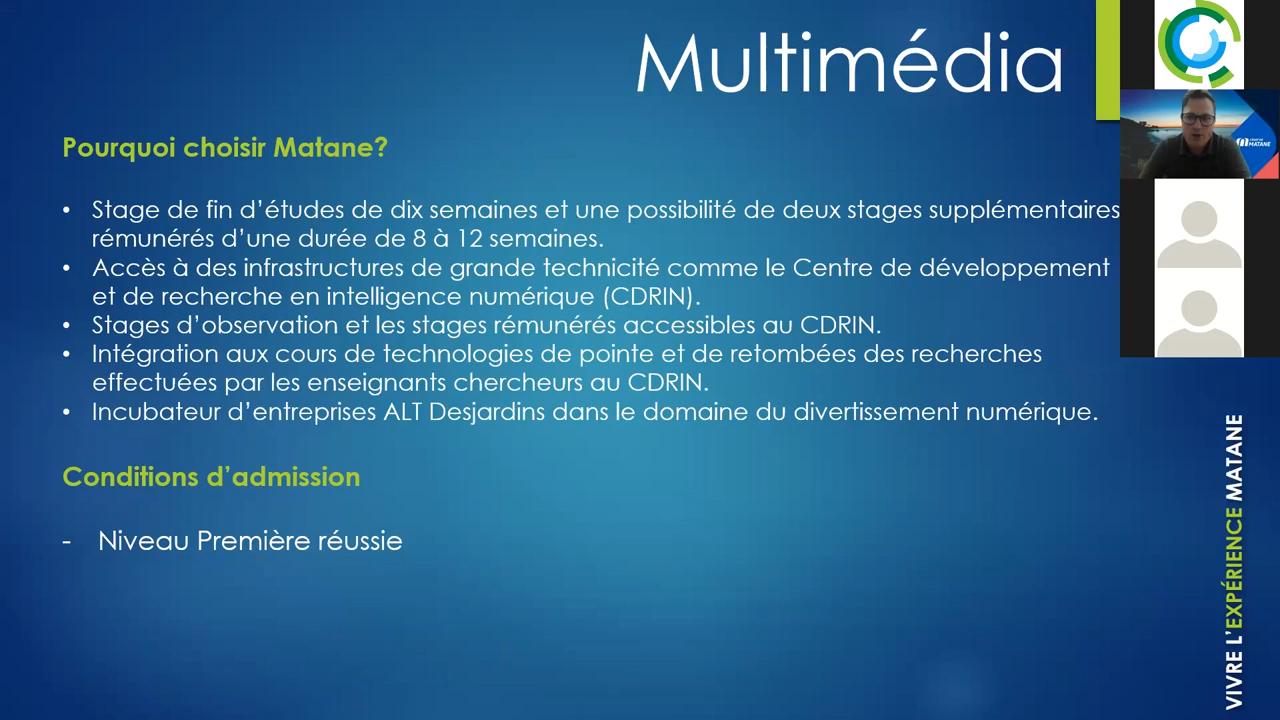 Multimédia
Pourquoi choisir Matane?
• Stage de fin d’études de dix semaines et une possibilité de deux stages supplémentaires
rémunérés d’une durée de 8 à 12 semaines.
• Accès à des infrastructures de grande technicité comme le Centre de développement
et de recherche en intelligence numérique (CDRIN).
• Stages d’observation et les stages rémunérés accessibles au CDRIN.
• Intégration aux cours de technologies de pointe et de retombées des recherches
effectuées par les enseignants chercheurs au CDRIN.
• Incubateur d’entreprises ALT Desjardins dans le domaine du divertissement numérique.
Conditions d’admission
- Niveau Première réussie
VIVRE L’EXPÉRIENCE MATANE
MATANE